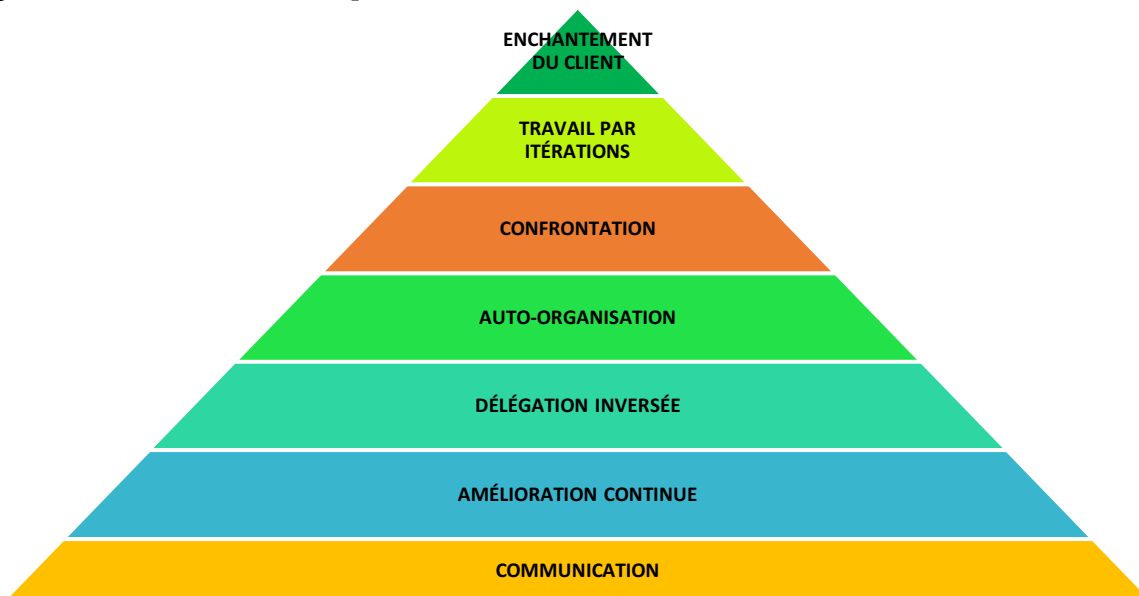 ENCHANTEMENT
DU CLIENT
TRAVAIL PAR
ITÉRATIONS
CONFRONTATION
AUTO-ORGANISATION
DÉLÉGATION INVERSÉE
AMÉLIORATION CONTINUE
COMMUNICATION